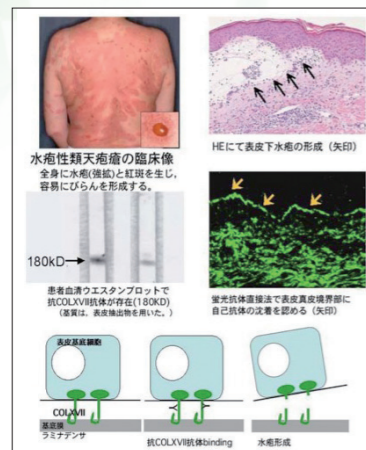 水疱性類天疱瘡の臨床像
全身に水疱(強拡)と紅斑を生じ,
容易にびらんを形成する。
HEにて表皮下水疱の形成（矢印）
180kD
患者血清ウエスタンブロットで
抗COLXVII抗体が存在(180KD)
(基質は、表皮抽出物を用いた。)
蛍光抗体直接法で表皮真皮境界部に
自己抗体の沈着を認める（矢印）
表皮基底細胞
COLXVII
基底膜
ラミナデンサ
抗COLXVII抗体binding
水疱形成